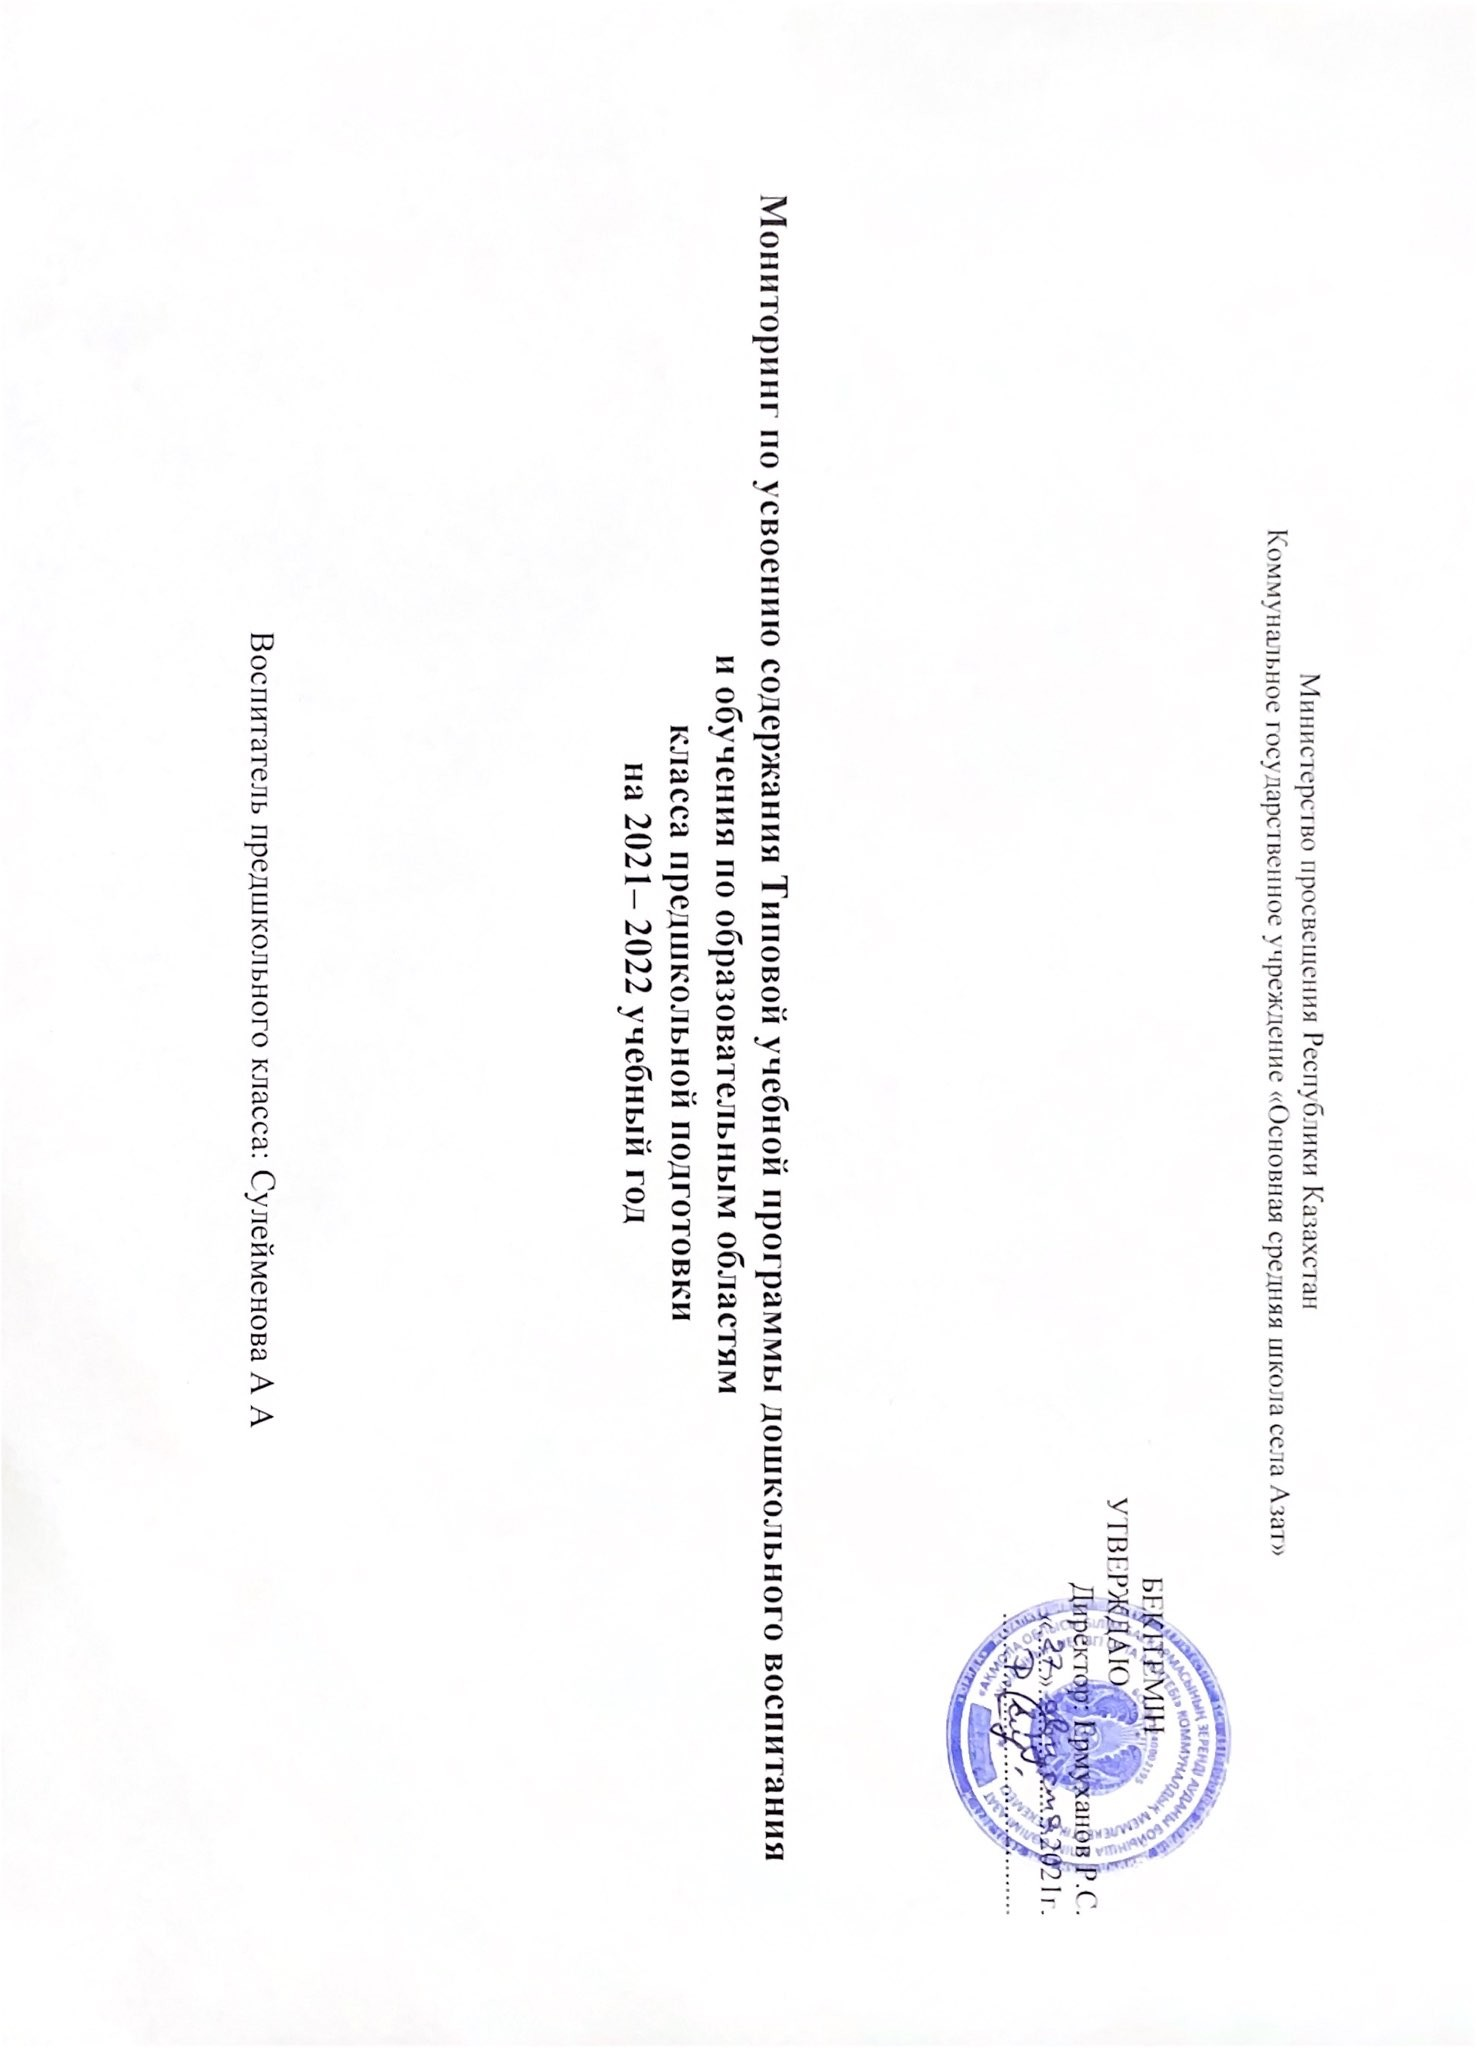 Министерство просвещения Республики Казахстан
Коммунальное государственное учреждение «Основная средняя школа села Азат»
БЕКІТЕМІН
УТВЕРЖДАЮ
Директор: Ермуханов Р.С.
«27» августа 2021г.
Мониторинг по усвоению содержания Типовой учебной программы дошкольного воспитания
и обучения по образовательным областям
класса предшкольной подготовки
на 2021– 2022 учебный год
Воспитатель предшкольного класса: Сулейменова А А